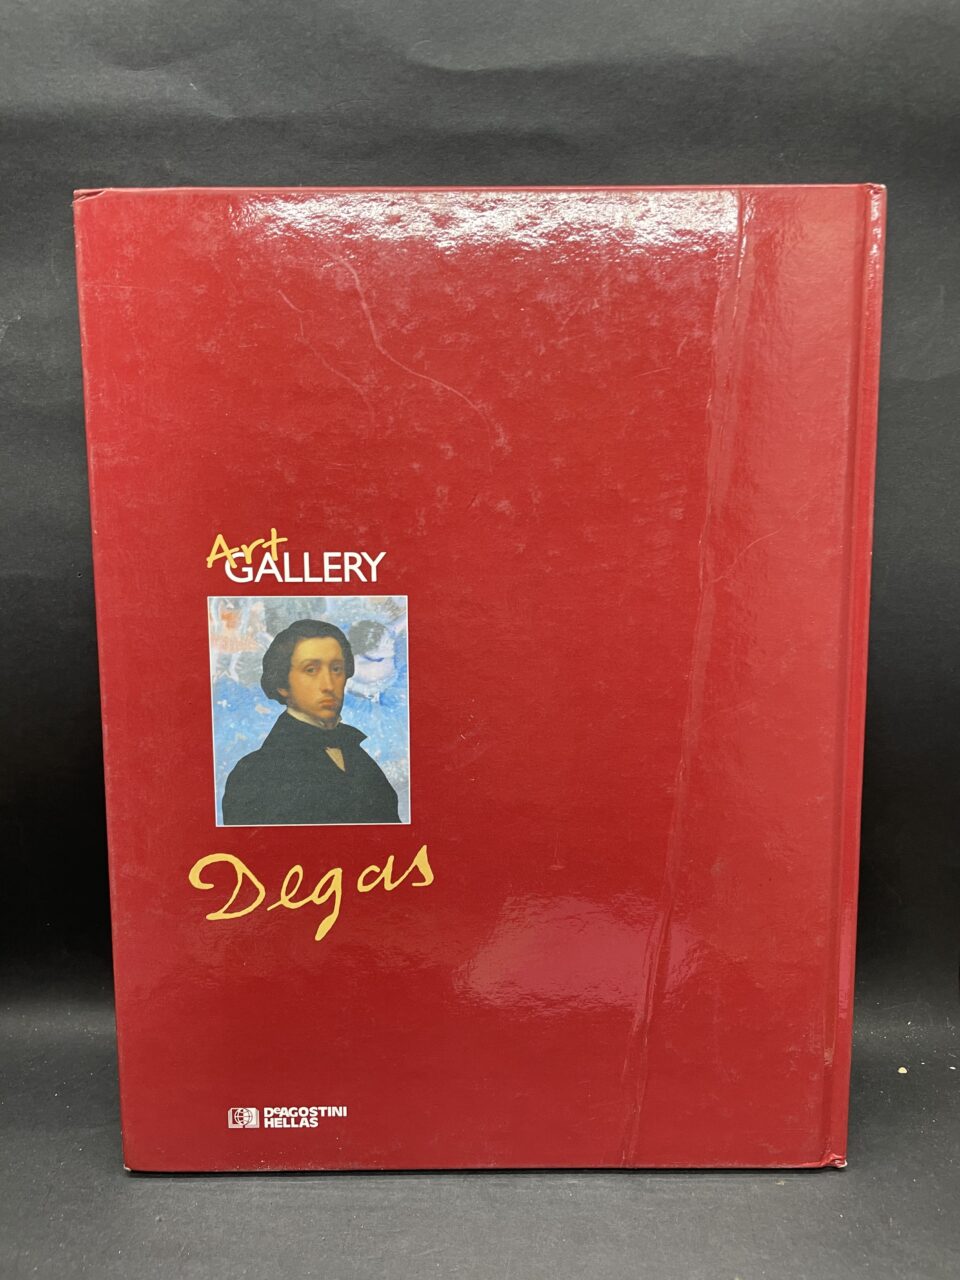 Art
GALLERY
Degas
DeAGOSTINI
HELLAS